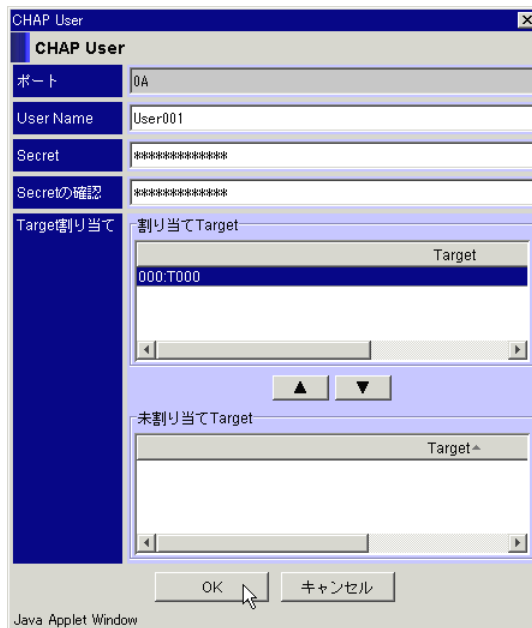 CHAP User
CHAP User
ポート
0A
User Name
User001
Secret
*************
Secretの確認
*************
Target割り当て
割り当てTarget
Target
000:T000
▲ ▼
未割り当てTarget
Target
OK キャンセル
Java Applet Window